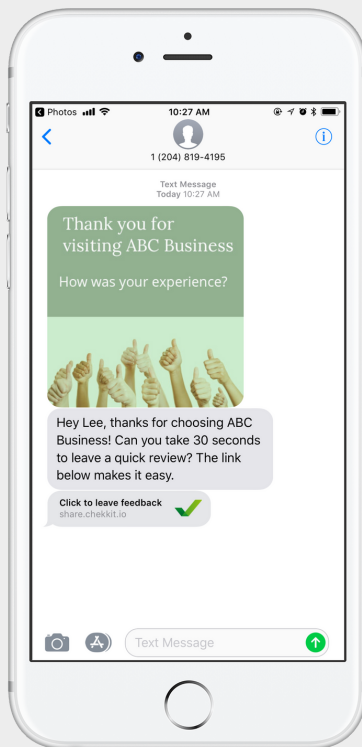 Photos
10:27 AM
1 (204) 819-4195
Text Message
Today 10:27 AM
Thank you for
visiting ABC Business
How was your experience?
Hey Lee, thanks for choosing ABC
Business! Can you take 30 seconds
to leave a quick review? The link
below makes it easy.
Click to leave feedback
share.chekkit.io
Text Message